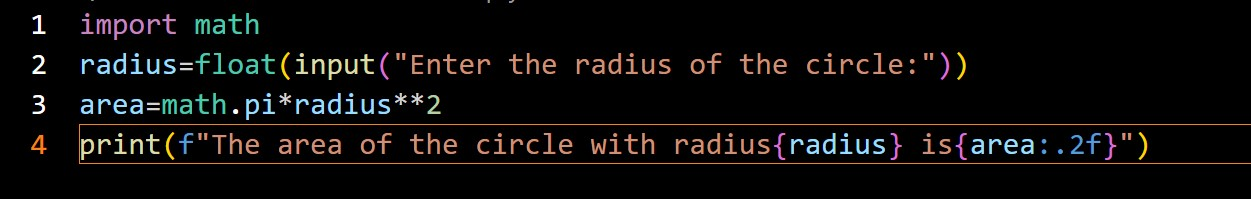 1 import math
2 radius=float(input("Enter the radius of the circle:"))
3 area=math.pi*radius**2
4 print(f"The area of the circle with radius{radius} is{area:.2f}")